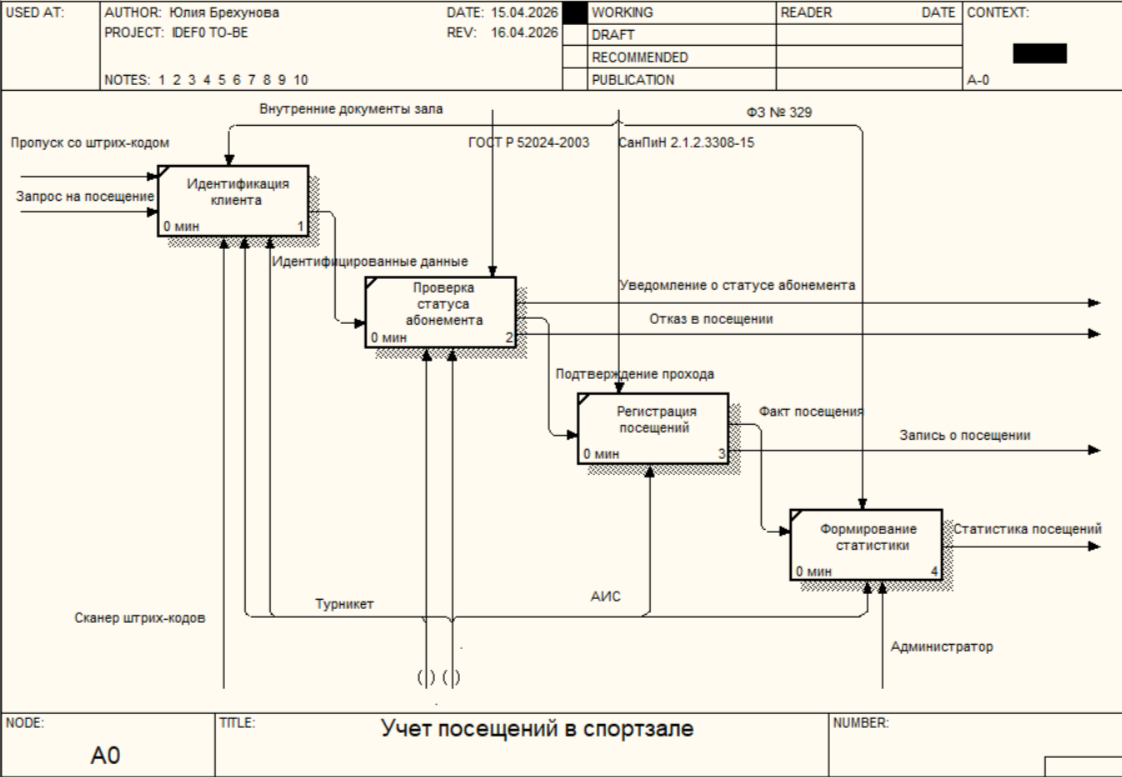 USED AT:
AUTHOR: Юлия Брехунова
DATE: 15.04.2026
PROJECT: IDEF0 TO-BE
REV: 16.04.2026
NOTES: 1 2 3 4 5 6 7 8 9 10
WORKING
DRAFT
RECOMMENDED
PUBLICATION
READER
DATE
CONTEXT:
A-0
Внутренние документы зала
ФЗ № 329
Пропуск со штрих-кодом
ГОСТ Р 52024-2003
СанПиН 2.1.2.3308-15
Запрос на посещение
Идентификация
клиента
0 мин
1
Идентифицированные данные
Проверка
статуса
абонемента
0 мин
2
Уведомление о статусе абонемента
Отказ в посещении
Подтверждение прохода
Регистрация
посещений
0 мин
3
Факт посещения
Запись о посещении
Формирование
статистики
0 мин
4
Статистика посещений
АИС
Турникет
Сканер штрих-кодов
Администратор
NODE:
A0
TITLE:
Учет посещений в спортзале
NUMBER: